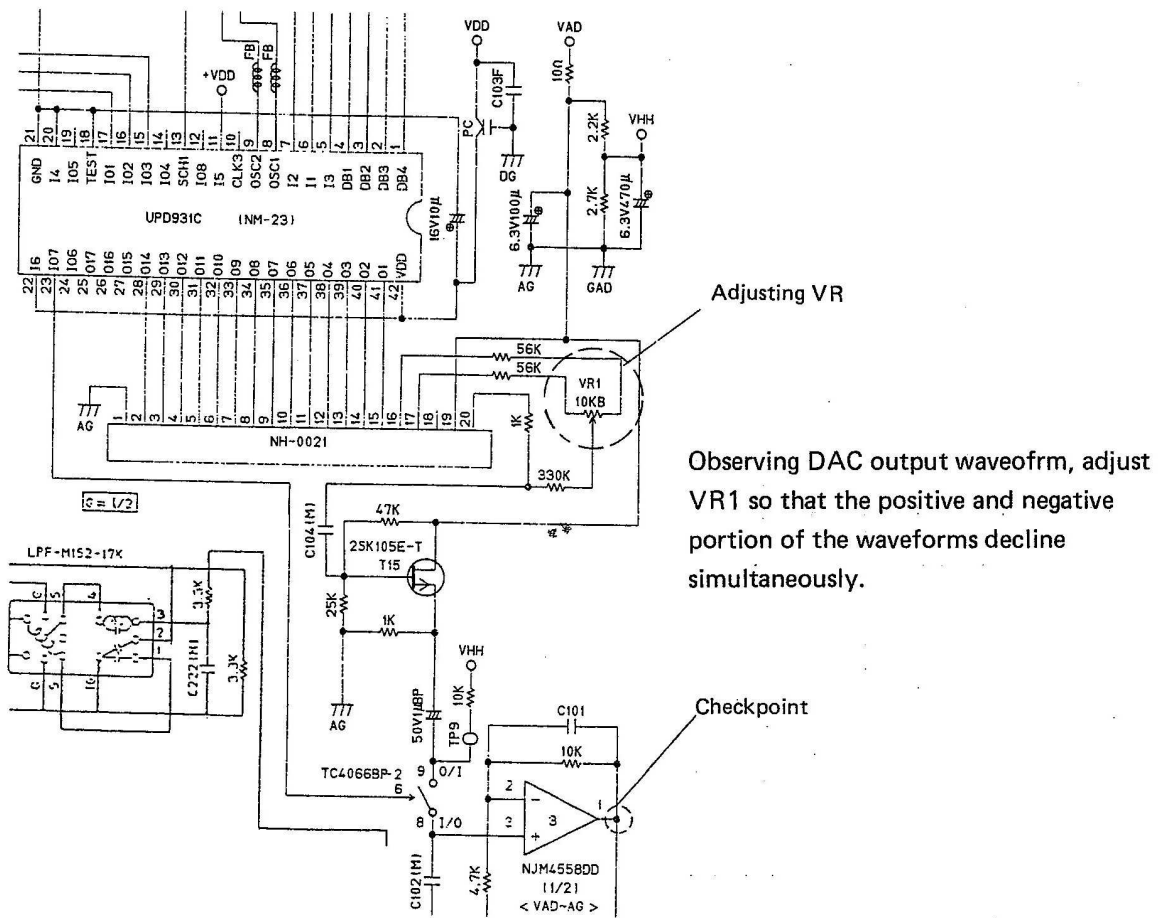 VDD
VAD
FB
FB
+VDD
C103F
10Ω
PC
2.2K
VHH
DG
2.7K
6.3V470μ
6.3V100μ
16V10μ
AG
GAD
21 20 19 18 17 16 15 14 13 12 11 10 9 8 7 6 5 4 3 2 1
GND I4 IO5 TEST IO1 IO2 IO3 IO4 SCH1 IO8 I5 CLK3 OSC2 OSC1 I2 I1 I3 DB1 DB2 DB3 DB4
UPD931C (NM-23)
I6 IO7 IO6 O17 O16 O15 O14 O13 O12 O11 O10 O9 O8 O7 O6 O5 O4 O3 O2 O1 VDD
22 23 24 25 26 27 28 29 30 31 32 33 34 35 36 37 38 39 40 41 42
Adjusting VR
56K
56K
VR1
10KB
AG
1 2 3 4 5 6 7 8 9 10 11 12 13 14 15 16 17 18 19 20
NH-0021
1K
330K
G=1/2
Observing DAC output waveofrm, adjust
VR1 so that the positive and negative
portion of the waveforms decline
simultaneously.
C104(M)
47K
2SK105E-T
T15
25K
1K
AG
LPF-M152-17K
5 4
3
2
1
3.3K
C222(M)
3.3K
VHH
10K
50V1μBP
TP9
C101
10K
Checkpoint
TC4066BP-2
9 O/I
6
8 I/O
2
3
3
1
C102(M)
4.7K
NJM4558DD
(1/2)
< VAD~AG >